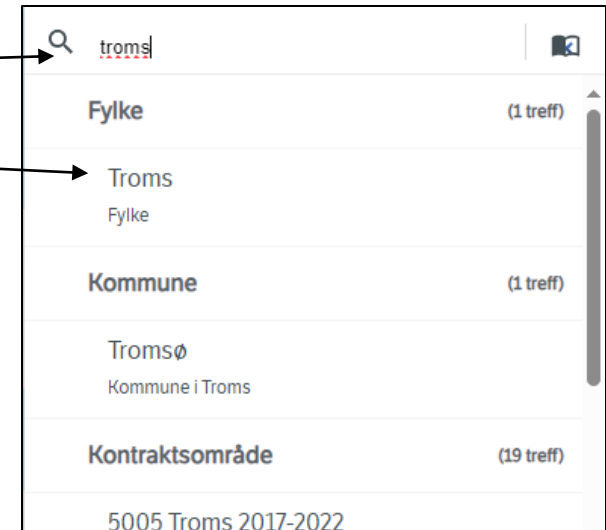 troms
Fylke (1 treff)
Troms
Fylke
Kommune (1 treff)
Tromsø
Kommune i Troms
Kontraktsområde (19 treff)
5005 Troms 2017-2022